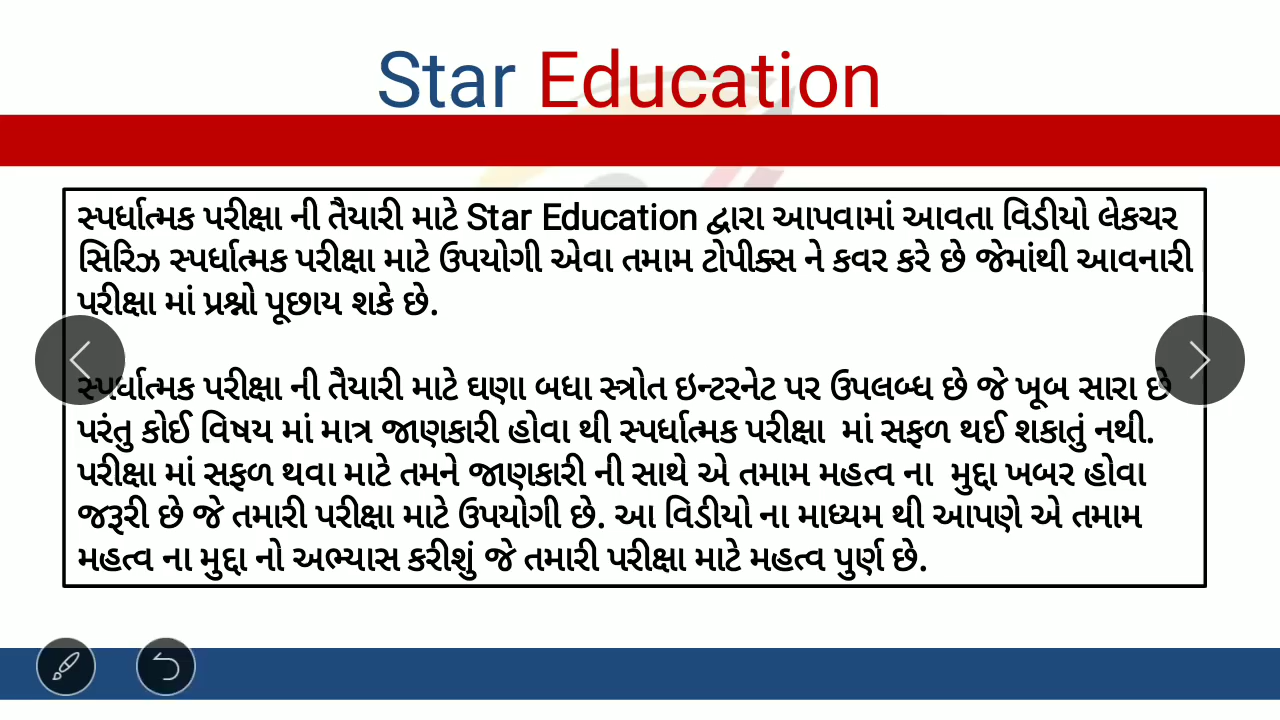 Star Education
સ્પર્ધાત્મક પરીક્ષા ની તૈયારી માટે Star Education દ્વારા આપવામાં આવતા વિડીયો લેકચર
સિરિઝ સ્પર્ધાત્મક પરીક્ષા માટે ઉપયોગી એવા તમામ ટોપીક્સ ને કવર કરે છે જેમાંથી આવનારી
પરીક્ષા માં પ્રશ્નો પૂછાય શકે છે.
સ્પર્ધાત્મક પરીક્ષા ની તૈયારી માટે ઘણા બધા સ્ત્રોત ઇન્ટરનેટ પર ઉપલબ્ધ છે જે ખૂબ સારા છે
પરંતુ કોઈ વિષય માં માત્ર જાણકારી હોવા થી સ્પર્ધાત્મક પરીક્ષા માં સફળ થઈ શકાતું નથી.
પરીક્ષા માં સફળ થવા માટે તમને જાણકારી ની સાથે એ તમામ મહત્વ ના મુદ્દા ખબર હોવા
જરૂરી છે જે તમારી પરીક્ષા માટે ઉપયોગી છે. આ વિડીયો ના માધ્યમ થી આપણે એ તમામ
મહત્વ ના મુદ્દા નો અભ્યાસ કરીશું જે તમારી પરીક્ષા માટે મહત્વ પુર્ણ છે.